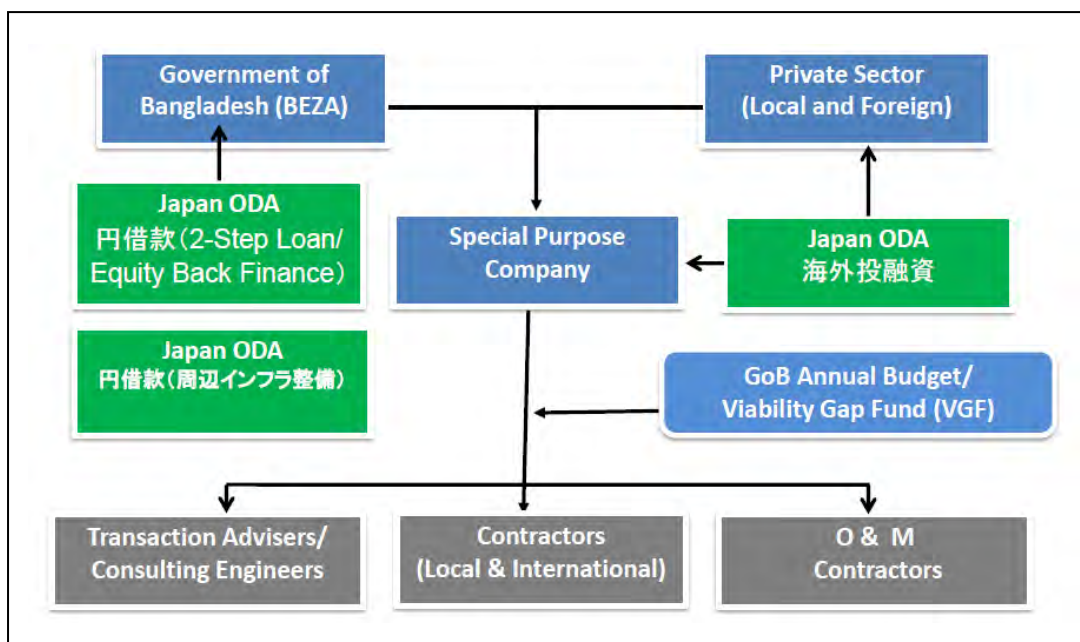 Government of
Bangladesh (BEZA)
Private Sector
(Local and Foreign)
Japan ODA
円借款(2-Step Loan/
Equity Back Finance)
Special Purpose
Company
Japan ODA
海外投融資
Japan ODA
円借款(周辺インフラ整備)
GoB Annual Budget/
Viability Gap Fund (VGF)
Transaction Advisers/
Consulting Engineers
Contractors
(Local & International)
O & M
Contractors